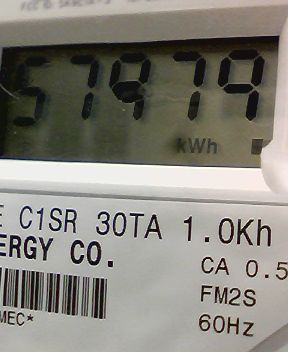 57979
kWh
E C1SR 30TA 1.0Kh
ERGY CO.
CA 0.5
FM2S
MEC*
60Hz